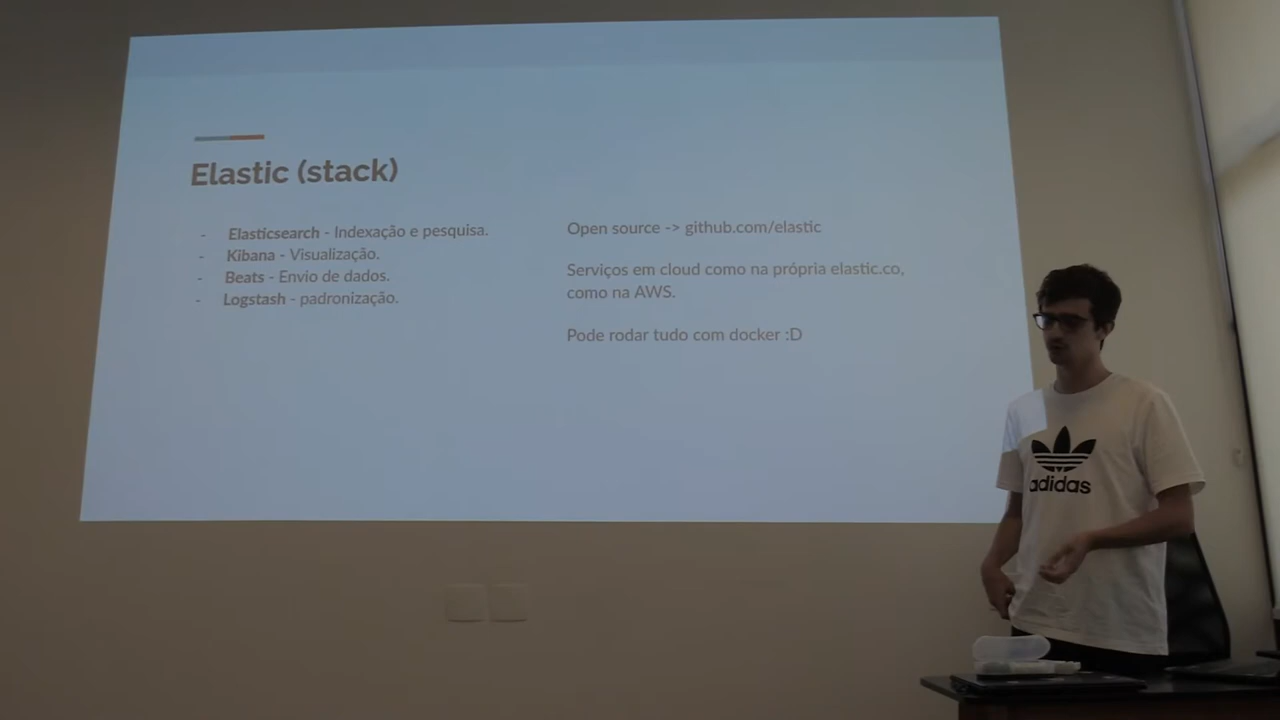 Elastic (stack)
- Elasticsearch - Indexação e pesquisa.
- Kibana - Visualização.
- Beats - Envio de dados.
- Logstash - padronização.
Open source -> github.com/elastic
Serviços em cloud como na própria elastic.co,
como na AWS.
Pode rodar tudo com docker :D
adidas